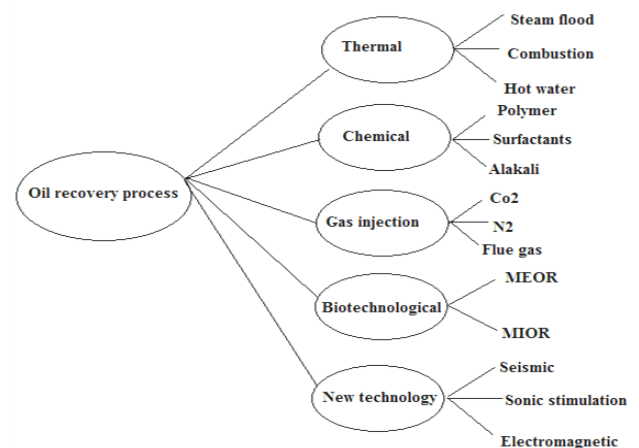 Oil recovery process
Thermal
Steam flood
Combustion
Hot water
Chemical
Polymer
Surfactants
Alakali
Gas injection
Co2
N2
Flue gas
Biotechnological
MEOR
MIOR
New technology
Seismic
Sonic stimulation
Electromagnetic